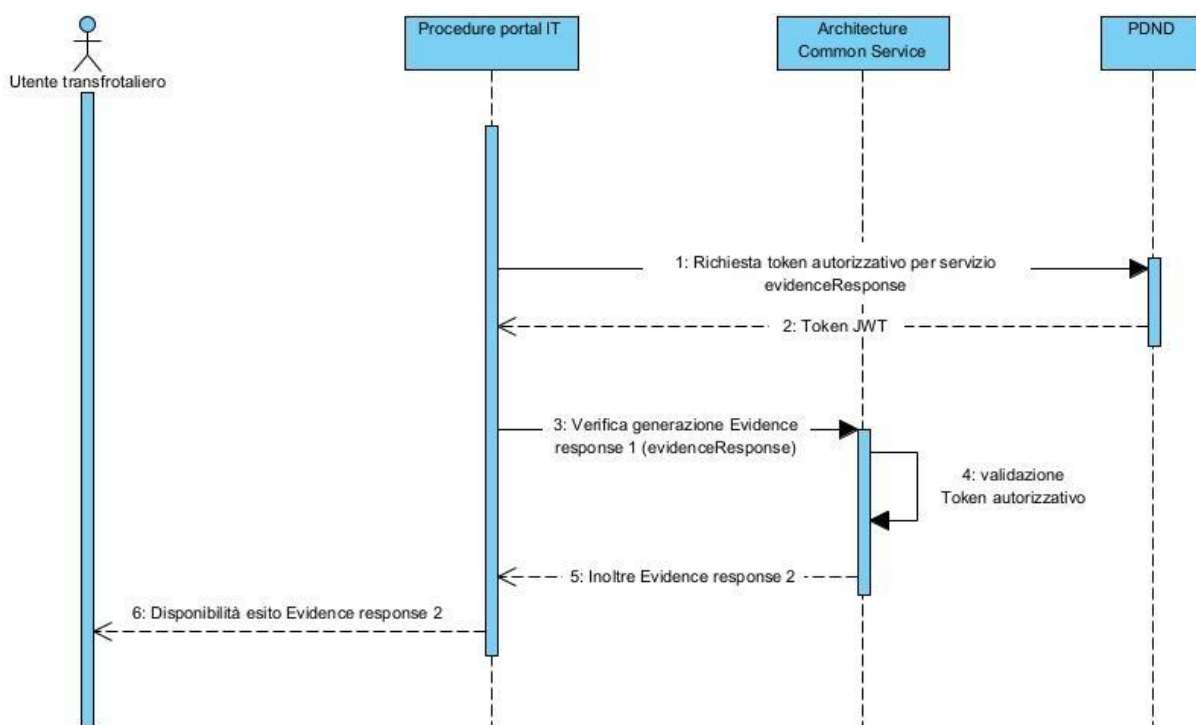 Procedure portal IT
Architecture
Common Service
PDND
Utente transfrotaliero
1: Richiesta token autorizzativo per servizio
evidenceResponse
2: Token JWT
3: Verifica generazione Evidence
response 1 (evidenceResponse)
4: validazione
Token autorizzativo
5: Inoltre Evidence response 2
6: Disponibilità esito Evidence response 2